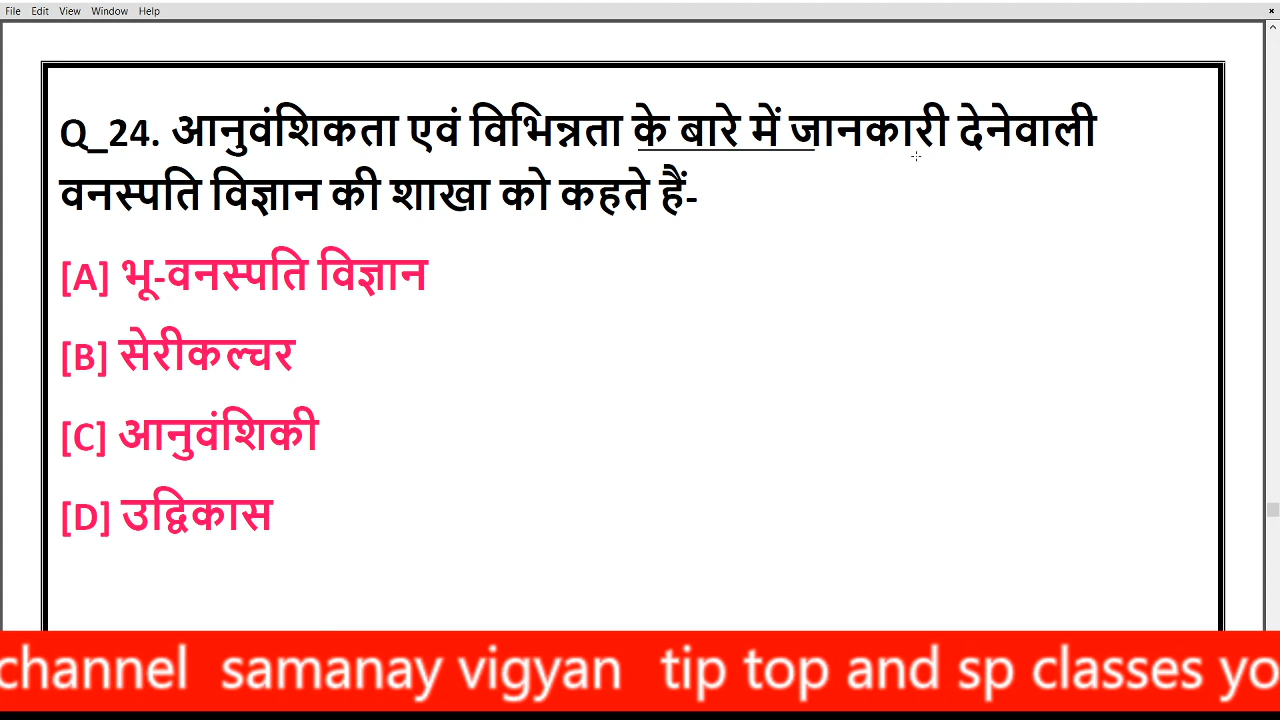 File Edit View Window Help ×
Q_24. आनुवंशिकता एवं विभिन्नता के बारे में जानकारी देनेवाली
वनस्पति विज्ञान की शाखा को कहते हैं-
[A] भू-वनस्पति विज्ञान
[B] सेरीकल्चर
[C] आनुवंशिकी
[D] उद्विकास
channel samanay vigyan tip top and sp classes yo